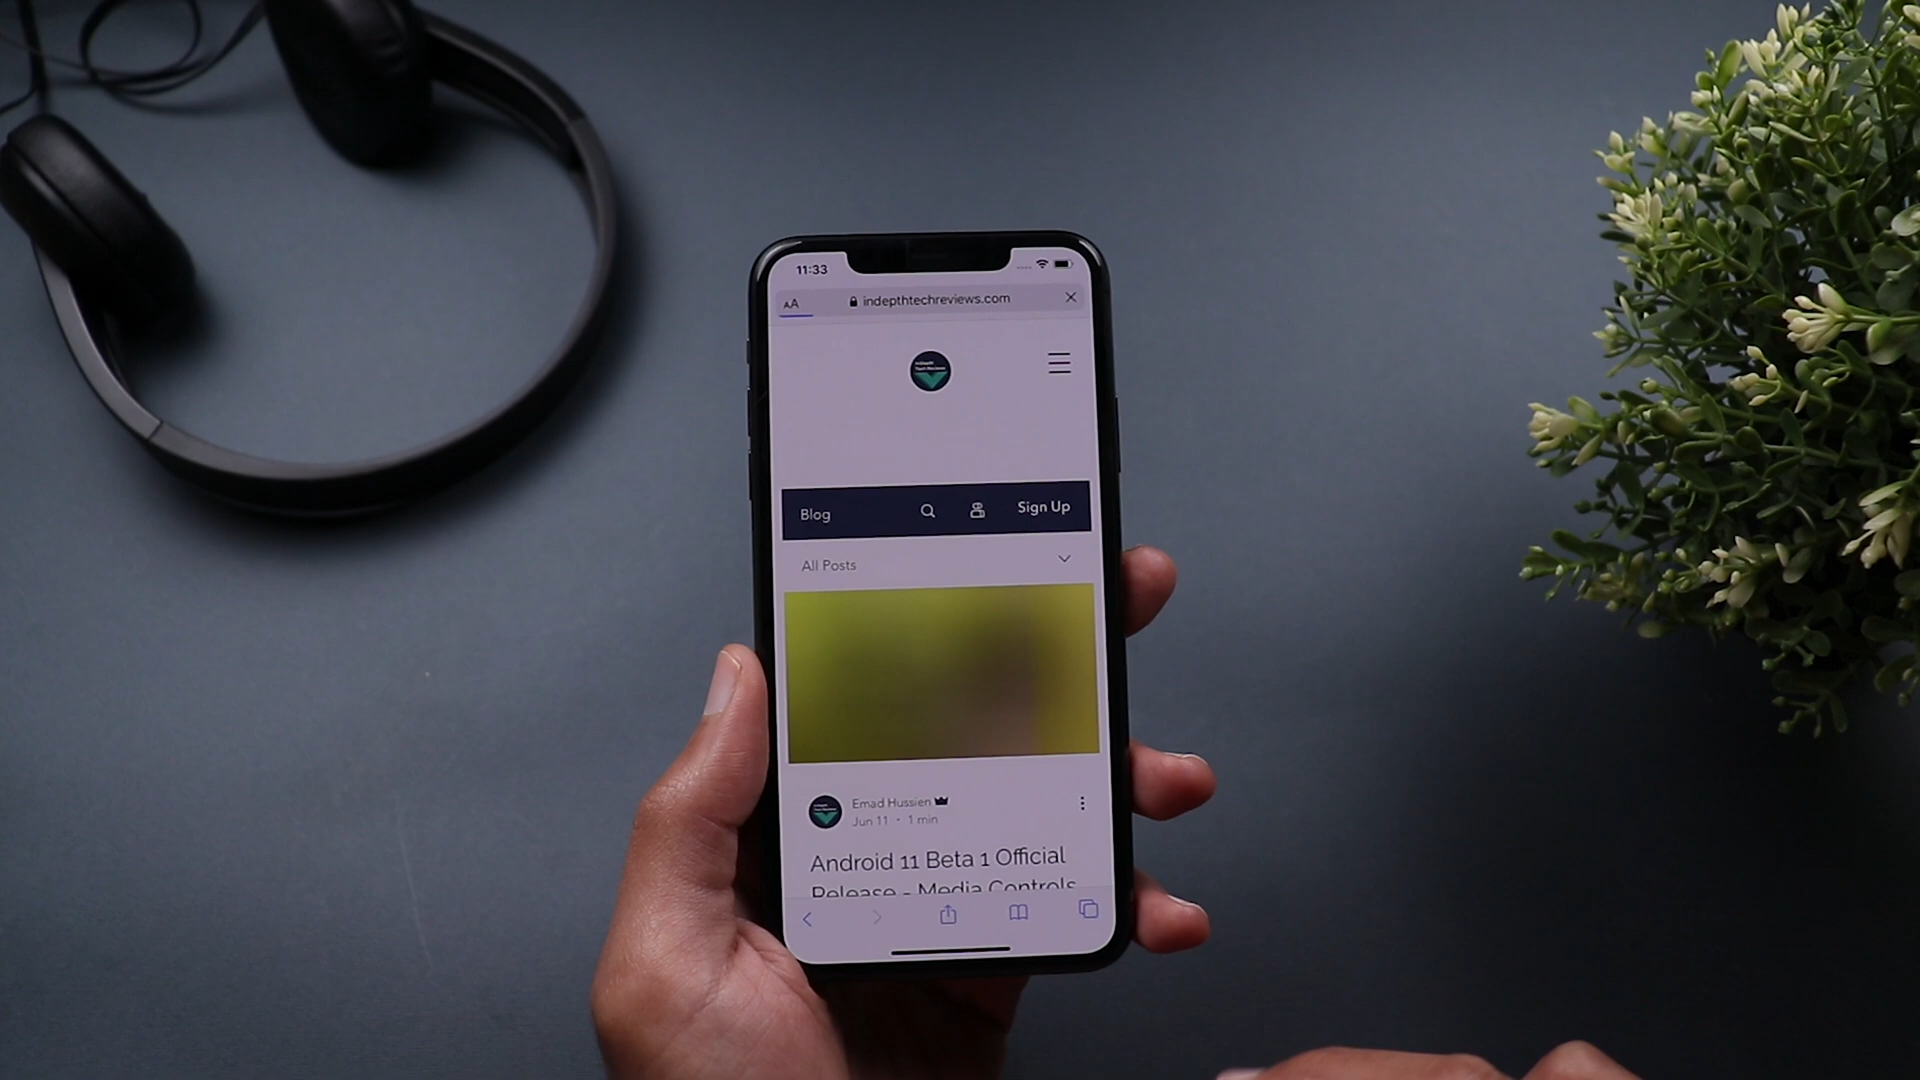 11:33
AA indepthtechreviews.com
Blog Sign Up
All Posts
Emad Hussien
Jun 11 • 1 min
Android 11 Beta 1 Official
Release - Media Controls